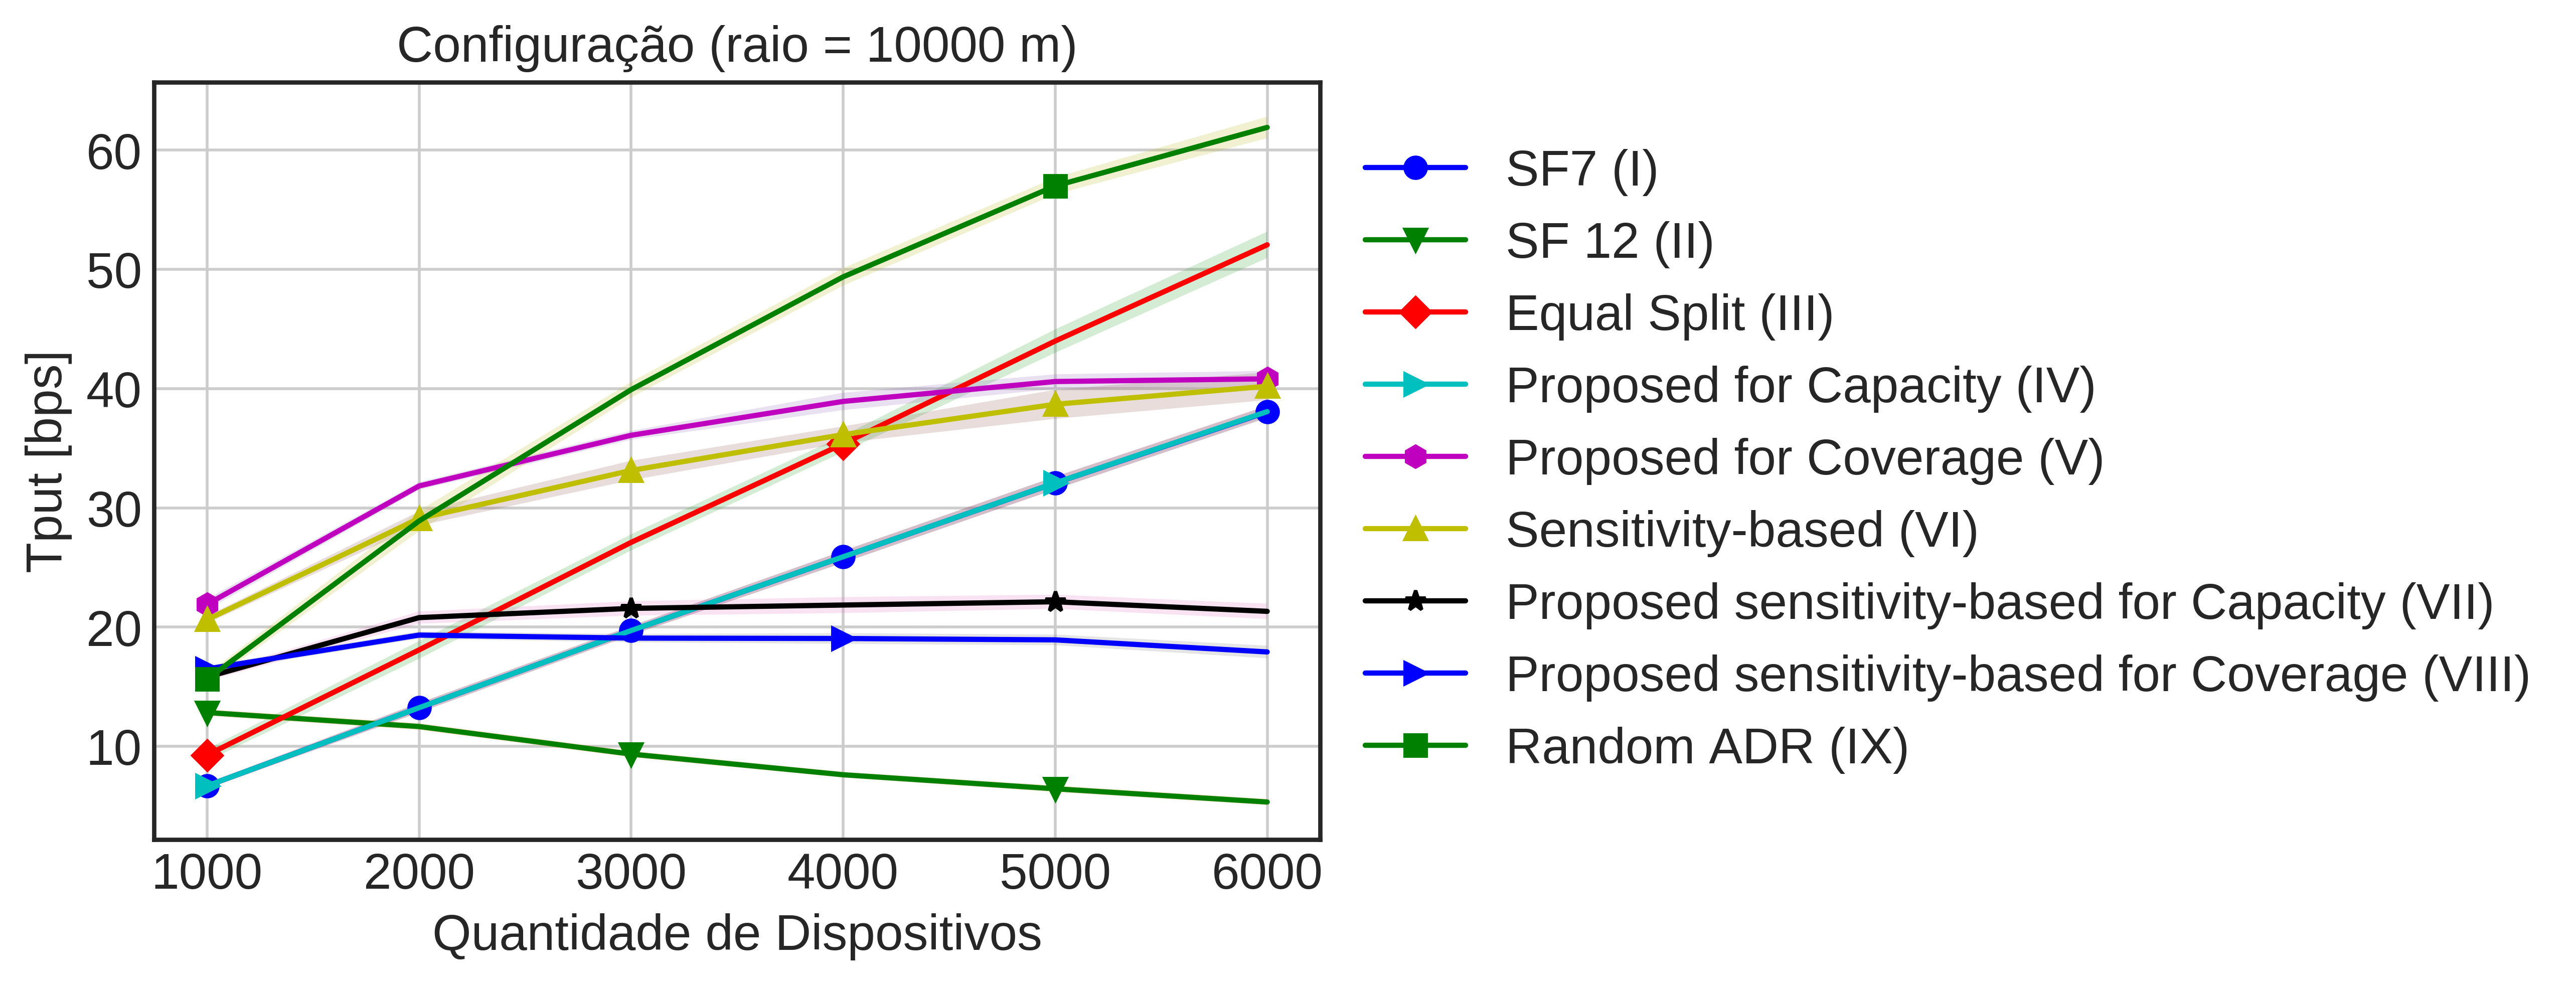 Configuração (raio = 10000 m)
Tput [bps]
60
50
40
30
20
10
1000 2000 3000 4000 5000 6000
Quantidade de Dispositivos
SF7 (I)
SF 12 (II)
Equal Split (III)
Proposed for Capacity (IV)
Proposed for Coverage (V)
Sensitivity-based (VI)
Proposed sensitivity-based for Capacity (VII)
Proposed sensitivity-based for Coverage (VIII)
Random ADR (IX)